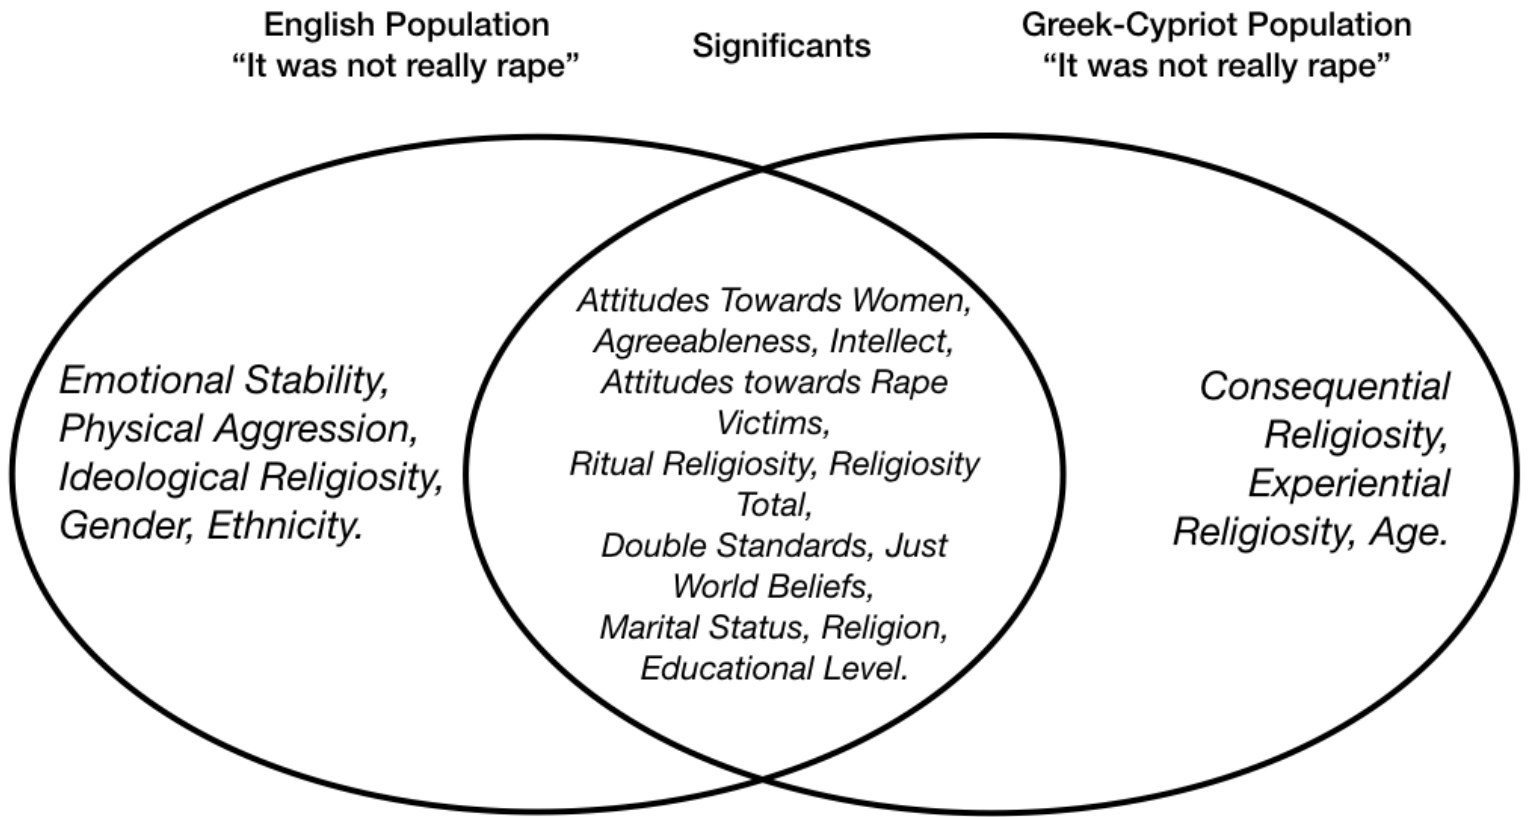 English Population
“It was not really rape”
Significants
Greek-Cypriot Population
“It was not really rape”
Emotional Stability,
Physical Aggression,
Ideological Religiosity,
Gender, Ethnicity.
Attitudes Towards Women,
Agreeableness, Intellect,
Attitudes towards Rape
Victims,
Ritual Religiosity, Religiosity
Total,
Double Standards, Just
World Beliefs,
Marital Status, Religion,
Educational Level.
Consequential
Religiosity,
Experiential
Religiosity, Age.